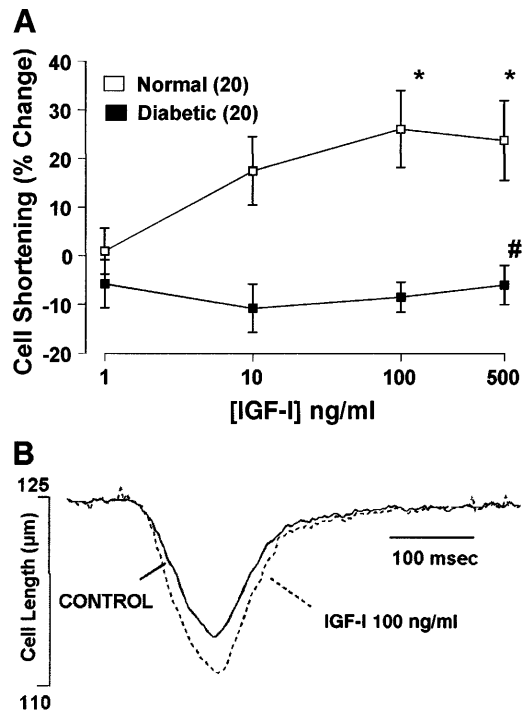 A
Cell Shortening (% Change)
40
30
20
10
0
-10
-20
Normal (20)
Diabetic (20)
*
*
#
1
10
100
500
[IGF-I] ng/ml
B
125
Cell Length (μm)
110
CONTROL
100 msec
IGF-I 100 ng/ml